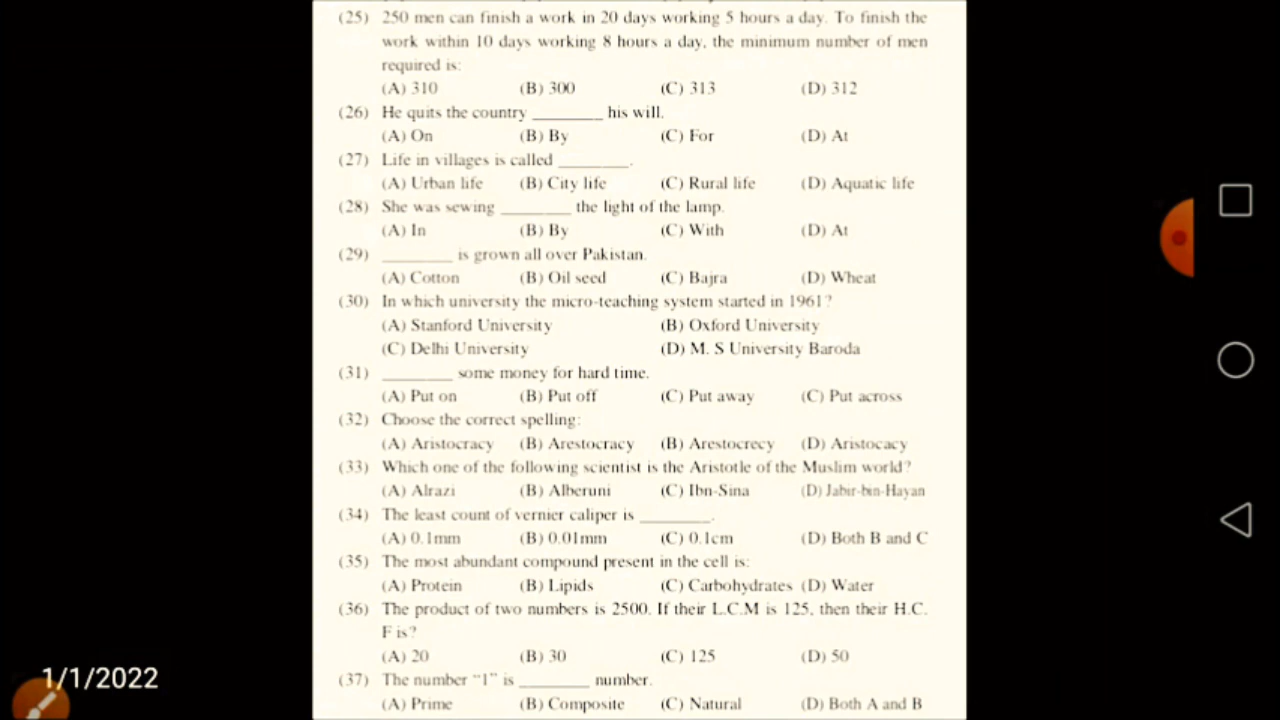 (25) 250 men can finish a work in 20 days working 5 hours a day. To finish the
work within 10 days working 8 hours a day, the minimum number of men
required is:
(A) 310 (B) 300 (C) 313 (D) 312
(26) He quits the country ________ his will.
(A) On (B) By (C) For (D) At
(27) Life in villages is called ________.
(A) Urban life (B) City life (C) Rural life (D) Aquatic life
(28) She was sewing ________ the light of the lamp.
(A) In (B) By (C) With (D) At
(29) ________ is grown all over Pakistan.
(A) Cotton (B) Oil seed (C) Bajra (D) Wheat
(30) In which university the micro-teaching system started in 1961?
(A) Stanford University (B) Oxford University
(C) Delhi University (D) M. S University Baroda
(31) ________ some money for hard time.
(A) Put on (B) Put off (C) Put away (C) Put across
(32) Choose the correct spelling:
(A) Aristocracy (B) Arestocracy (B) Arestocrecy (D) Aristocacy
(33) Which one of the following scientist is the Aristotle of the Muslim world?
(A) Alrazi (B) Alberuni (C) Ibn-Sina (D) Jabir-bin-Hayan
(34) The least count of vernier caliper is ________.
(A) 0.1mm (B) 0.01mm (C) 0.1cm (D) Both B and C
(35) The most abundant compound present in the cell is:
(A) Protein (B) Lipids (C) Carbohydrates (D) Water
(36) The product of two numbers is 2500. If their L.C.M is 125, then their H.C.
F is?
(A) 20 (B) 30 (C) 125 (D) 50
(37) The number "1" is ________ number.
(A) Prime (B) Composite (C) Natural (D) Both A and B
1/1/2022